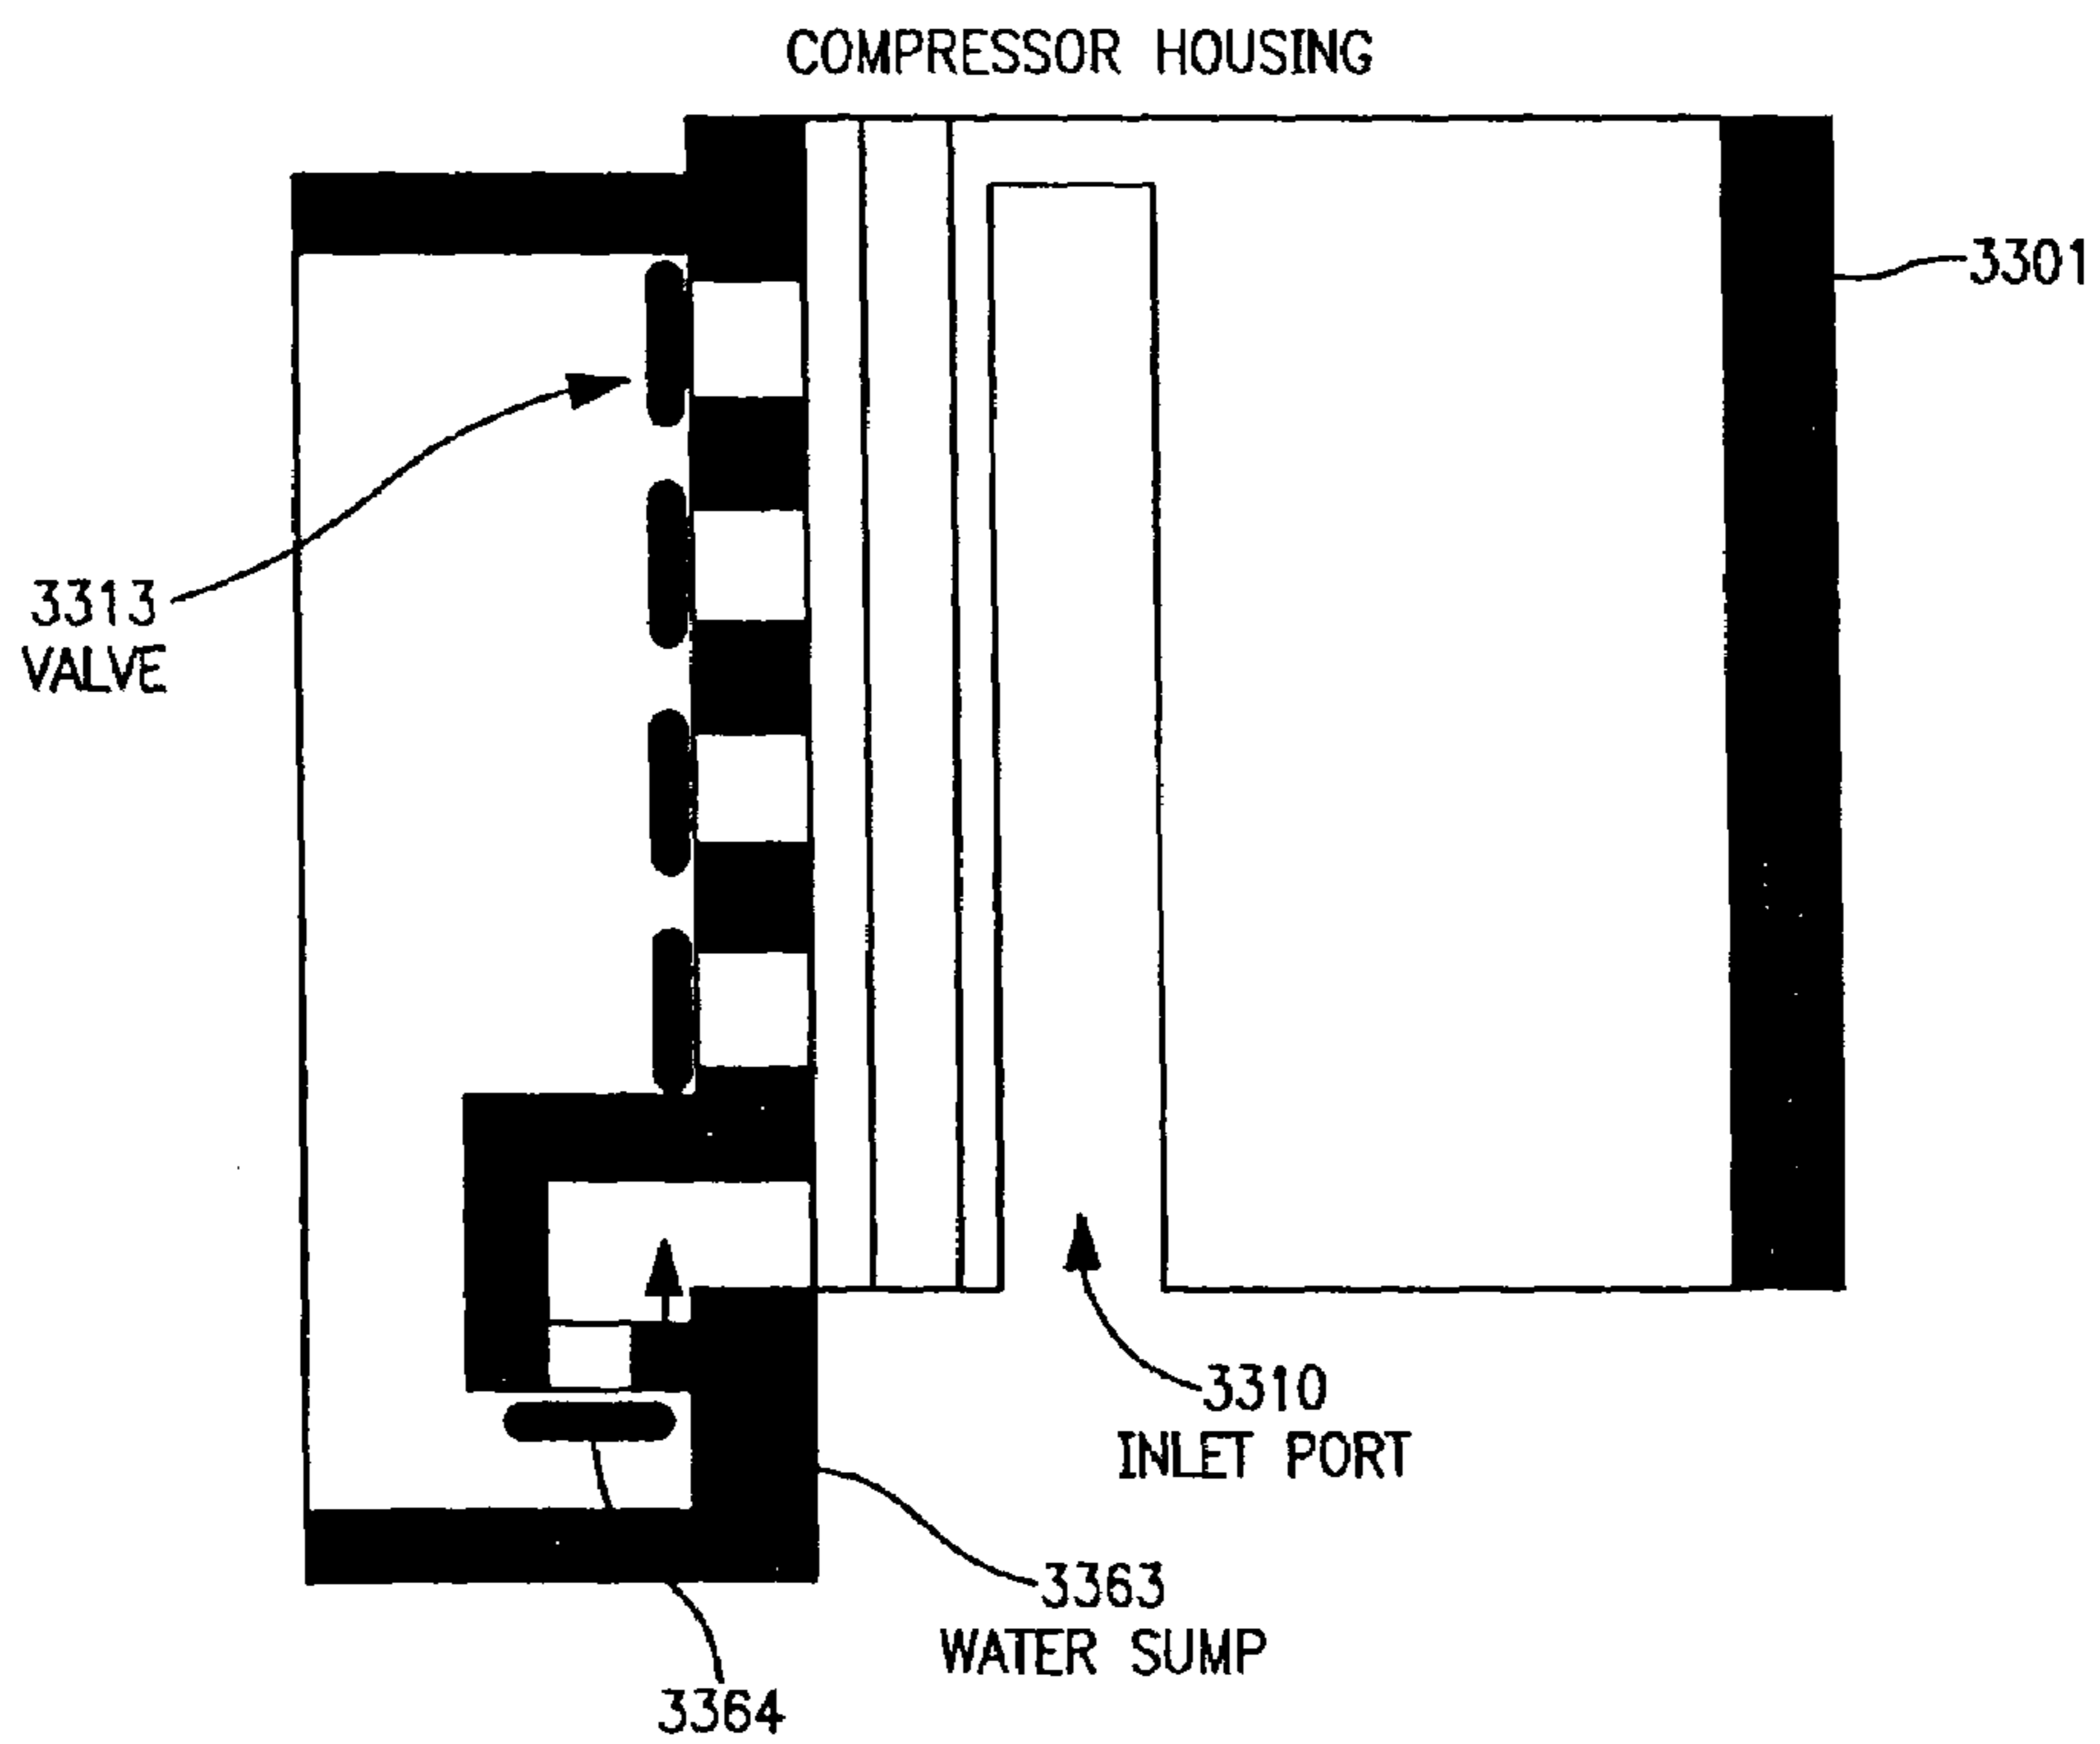 COMPRESSOR HOUSING
3301
3313
VALVE
3310
INLET PORT
3363
WATER SUMP
3364